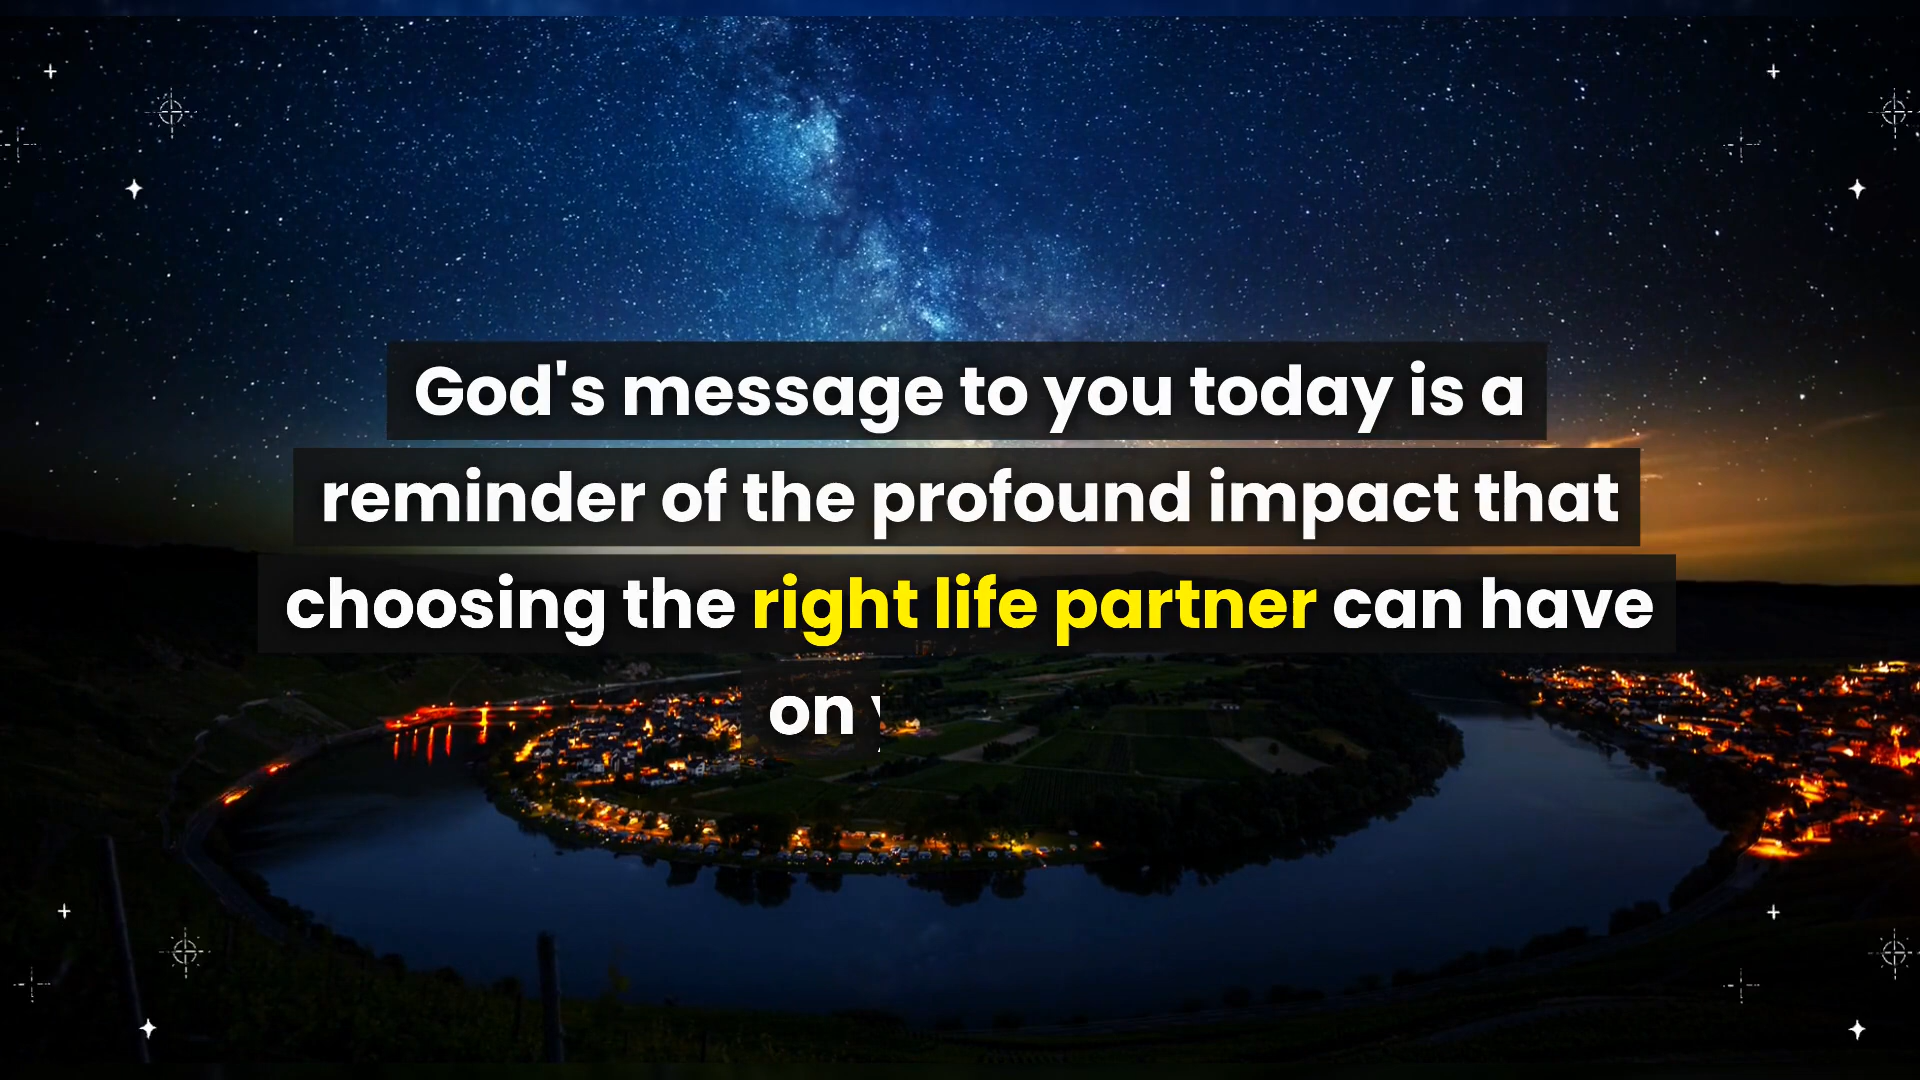 God's message to you today is a
reminder of the profound impact that
choosing the right life partner can have
on